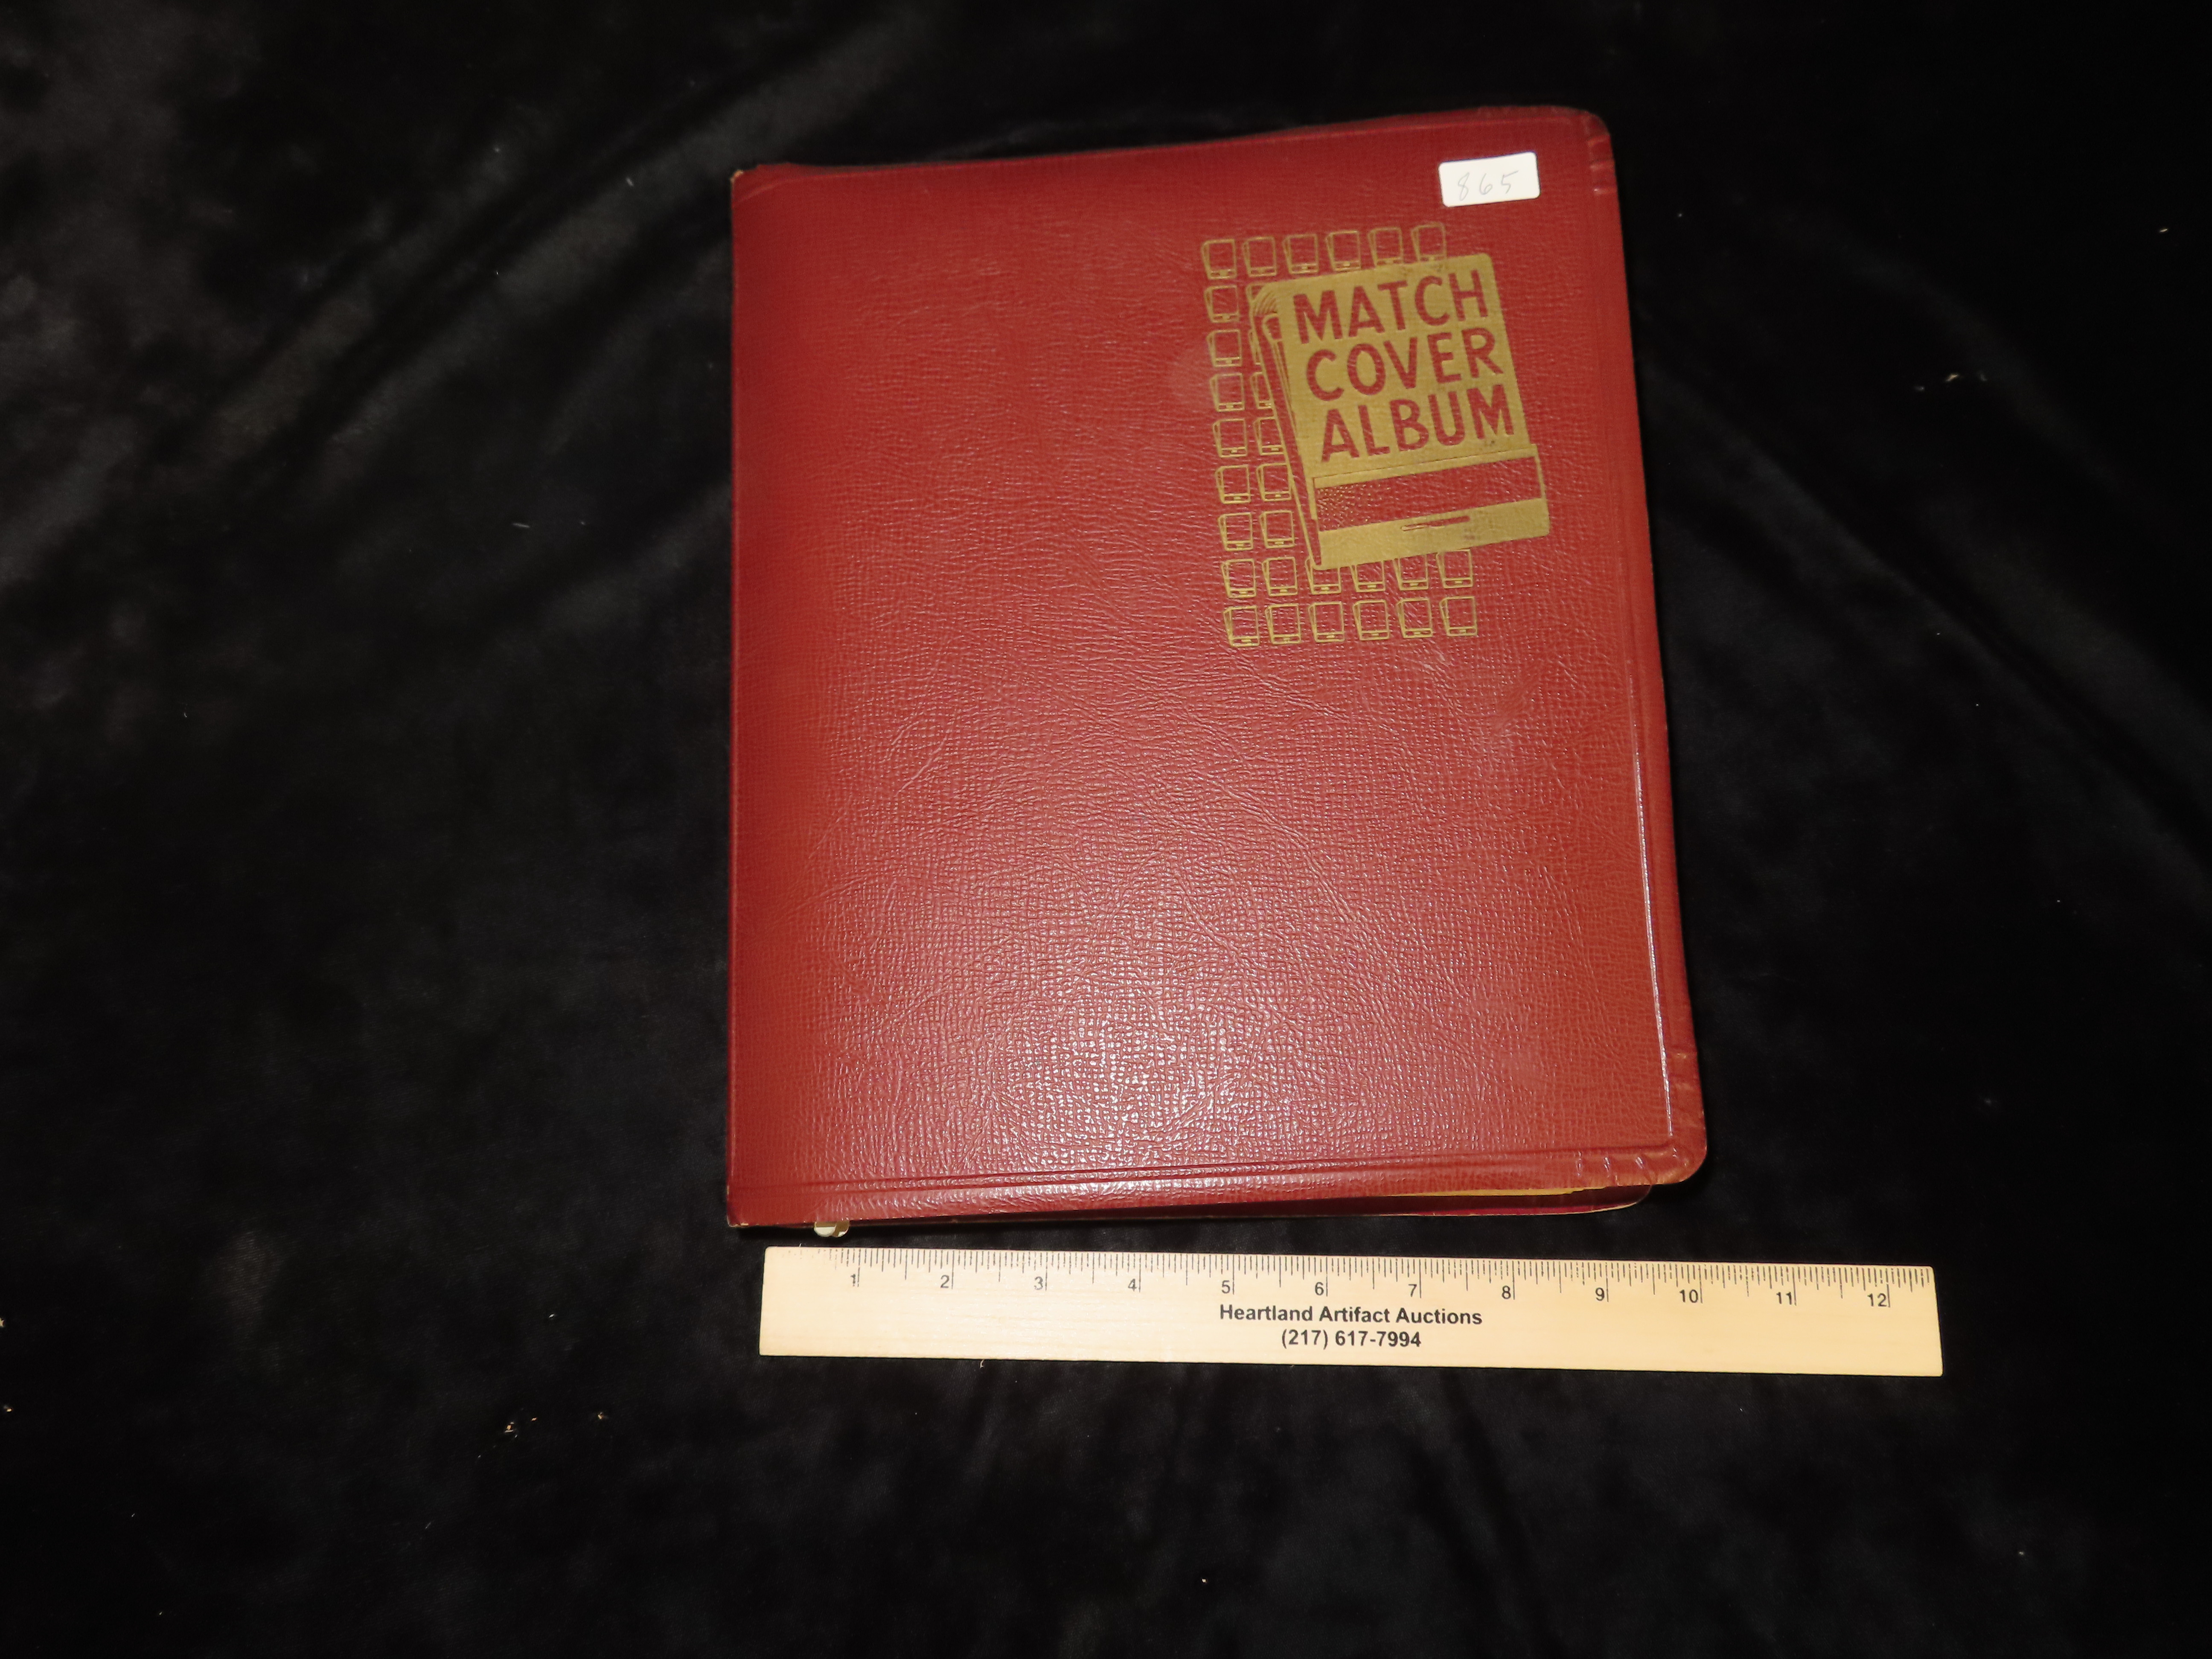 865
MATCH
COVER
ALBUM
1 2 3 4 5 6 7 8 9 10 11 12
Heartland Artifact Auctions
(217) 617-7994